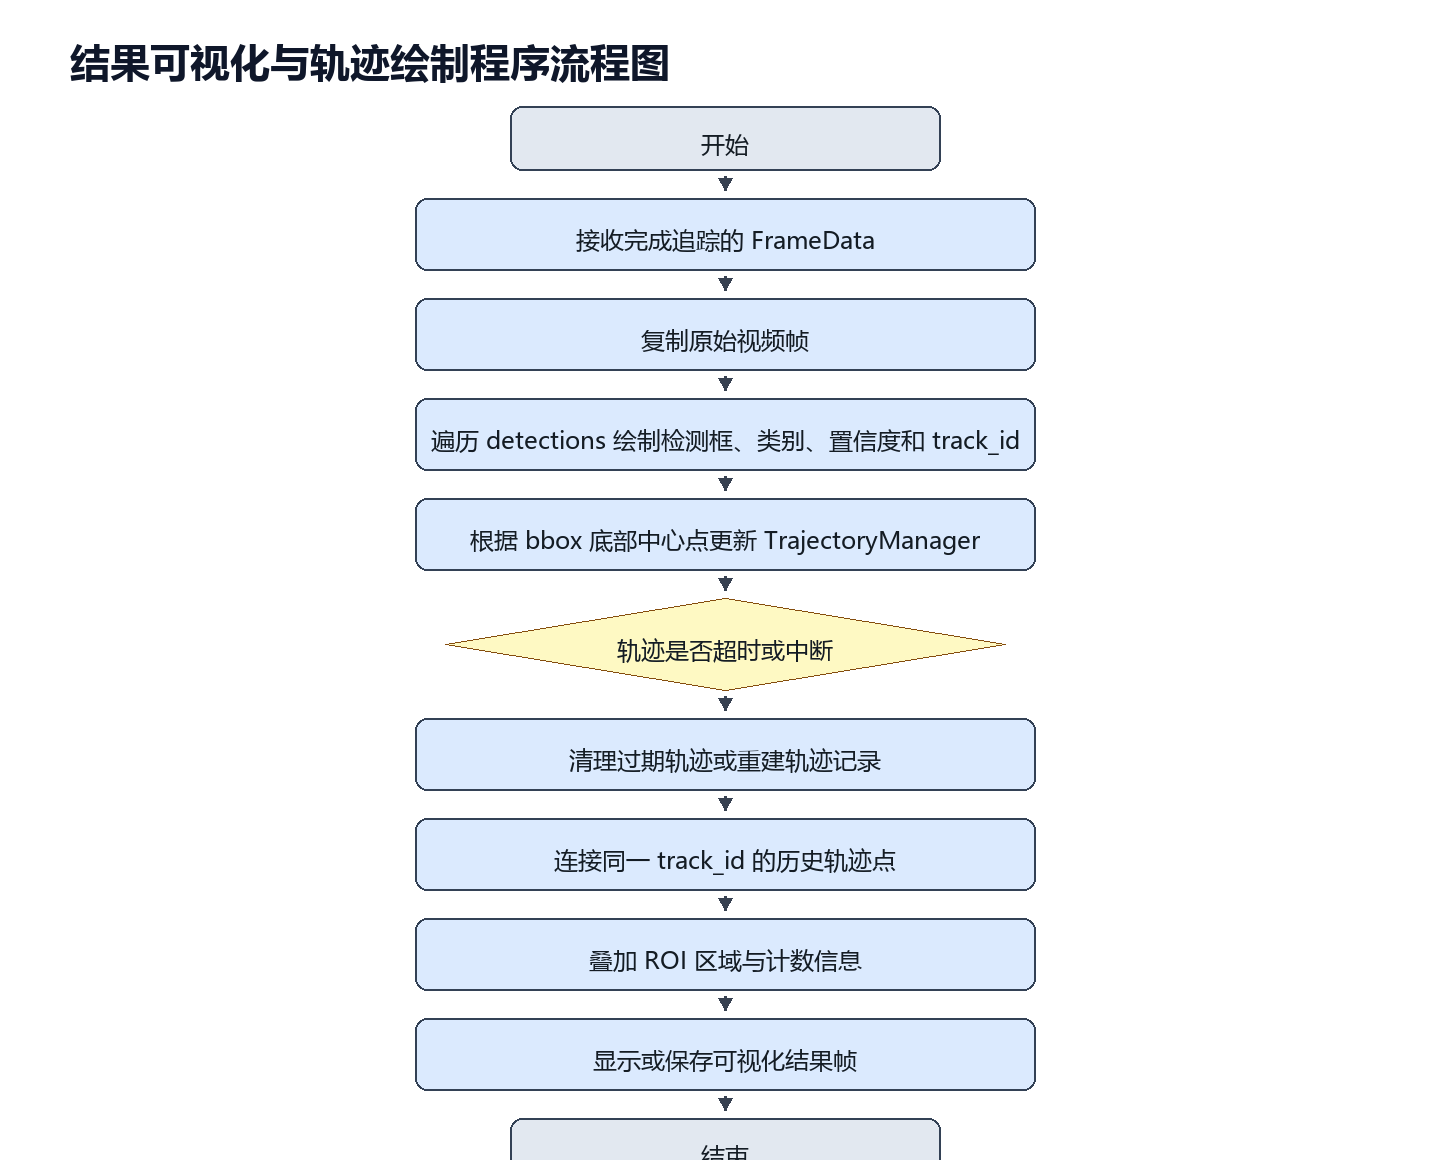 结果可视化与轨迹绘制程序流程图
开始
接收完成追踪的 FrameData
复制原始视频帧
遍历 detections 绘制检测框、类别、置信度和 track_id
根据 bbox 底部中心点更新 TrajectoryManager
轨迹是否超时或中断
清理过期轨迹或重建轨迹记录
连接同一 track_id 的历史轨迹点
叠加 ROI 区域与计数信息
显示或保存可视化结果帧
结束